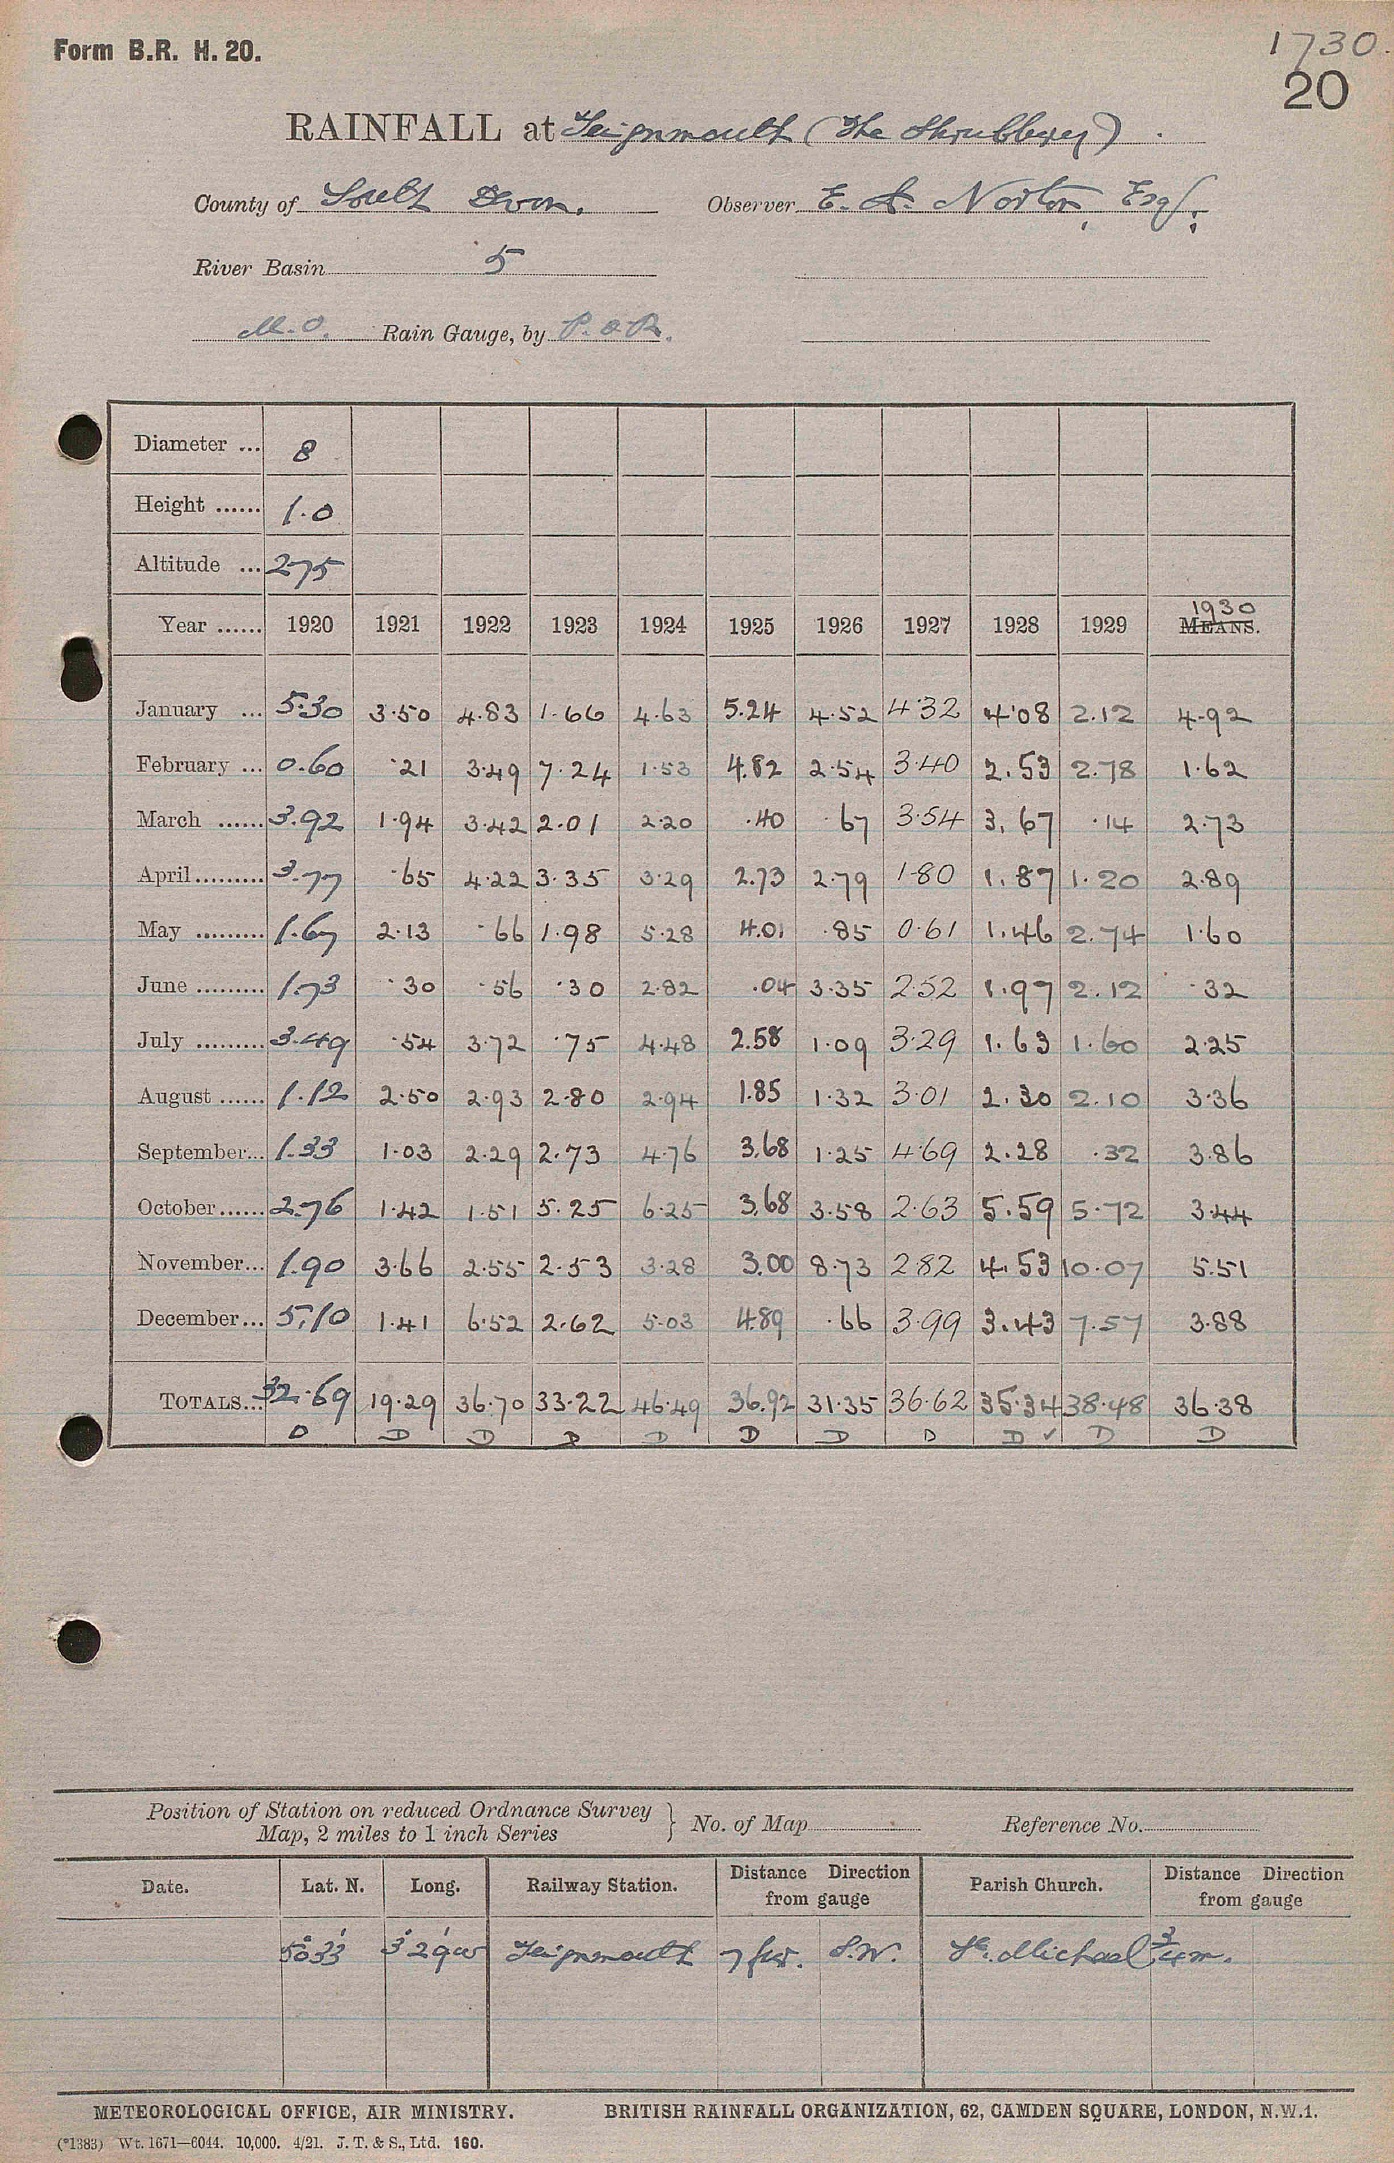 Form B.R. H. 20.
1730.
20
RAINFALL at Teignmouth (The Shrubbery).
County of South Devon. Observer E. A. Norton, Esq.
River Basin 5
M.O. Rain Gauge, by P. & R.
Diameter ... 8
Height ...... 1.0
Altitude ... 275
1930
Year ...... 1920 1921 1922 1923 1924 1925 1926 1927 1928 1929 MEANS.
January ... 5.30 3.50 4.83 1.66 4.63 5.24 4.52 4.32 4.08 2.12 4.92
February ... 0.60 .21 3.49 7.24 1.53 4.82 2.54 3.40 2.53 2.78 1.62
March ...... 3.92 1.94 3.42 2.01 2.20 .40 .67 3.54 3.67 .14 2.73
April......... 3.77 .65 4.22 3.35 3.29 2.73 2.79 1.80 1.87 1.20 2.89
May ......... 1.67 2.13 .66 1.98 5.28 4.01 .85 0.61 1.46 2.74 1.60
June ......... 1.73 .30 .56 .30 2.82 .04 3.35 2.52 1.97 2.12 .32
July ......... 3.49 .54 3.72 .75 4.48 2.58 1.09 3.29 1.63 1.60 2.25
August ...... 1.12 2.50 2.93 2.80 2.94 1.85 1.32 3.01 2.30 2.10 3.36
September... 1.33 1.03 2.29 2.73 4.76 3.68 1.25 4.69 2.28 .32 3.86
October...... 2.76 1.42 1.51 5.25 6.25 3.68 3.58 2.63 5.59 5.72 3.44
November... 1.90 3.66 2.55 2.53 3.28 3.00 8.73 2.82 4.53 10.07 5.51
December... 5.10 1.41 6.52 2.62 5.03 4.89 .66 3.99 3.43 7.57 3.88
TOTALS... 32.69 19.29 36.70 33.22 46.49 36.92 31.35 36.62 35.34 38.48 36.38
D D D D D D D D D ✓ D D
Position of Station on reduced Ordnance Survey
Map, 2 miles to 1 inch Series } No. of Map Reference No.
Date. Lat. N. Long. Railway Station. Distance Direction Parish Church. Distance Direction
from gauge from gauge
50°33' 3°29'W Teignmouth 7 fur. S.W. St. Michael 3/4 m.
METEOROLOGICAL OFFICE, AIR MINISTRY. BRITISH RAINFALL ORGANIZATION, 62, CAMDEN SQUARE, LONDON, N.W.1.
(*1383) Wt. 1671—6044. 10,000. 4/21. J. T. & S., Ltd. 160.